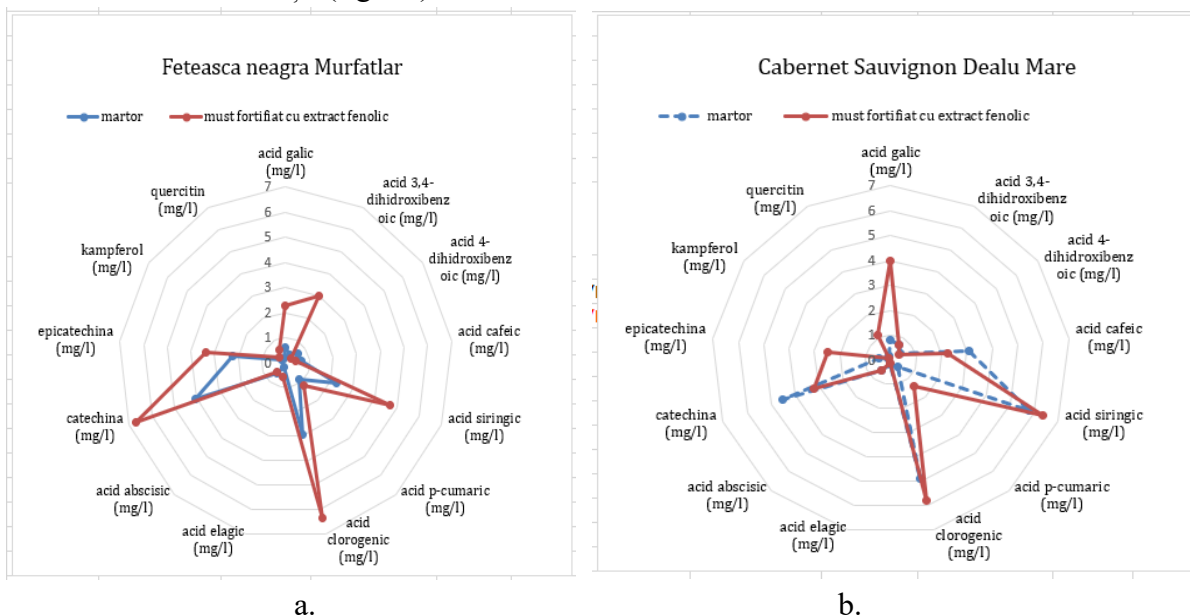 Feteasca neagra Murfatlar
martor
must fortifiat cu extract fenolic
acid galic
(mg/l)
acid 3,4-
dihidroxibenz
oic (mg/l)
acid 4-
dihidroxibenz
oic (mg/l)
acid cafeic
(mg/l)
acid siringic
(mg/l)
acid p-cumaric
(mg/l)
acid
clorogenic
(mg/l)
acid elagic
(mg/l)
acid abscisic
(mg/l)
catechina
(mg/l)
epicatechina
(mg/l)
kampferol
(mg/l)
quercitin
(mg/l)
7
6
5
4
3
2
1
0
a.
Cabernet Sauvignon Dealu Mare
martor
must fortifiat cu extract fenolic
acid galic
(mg/l)
acid 3,4-
dihidroxibenz
oic (mg/l)
acid 4-
dihidroxibenz
oic (mg/l)
acid cafeic
(mg/l)
acid siringic
(mg/l)
acid p-cumaric
(mg/l)
acid
clorogenic
(mg/l)
acid elagic
(mg/l)
acid abscisic
(mg/l)
catechina
(mg/l)
epicatechina
(mg/l)
kampferol
(mg/l)
quercitin
(mg/l)
7
6
5
4
3
2
1
0
b.